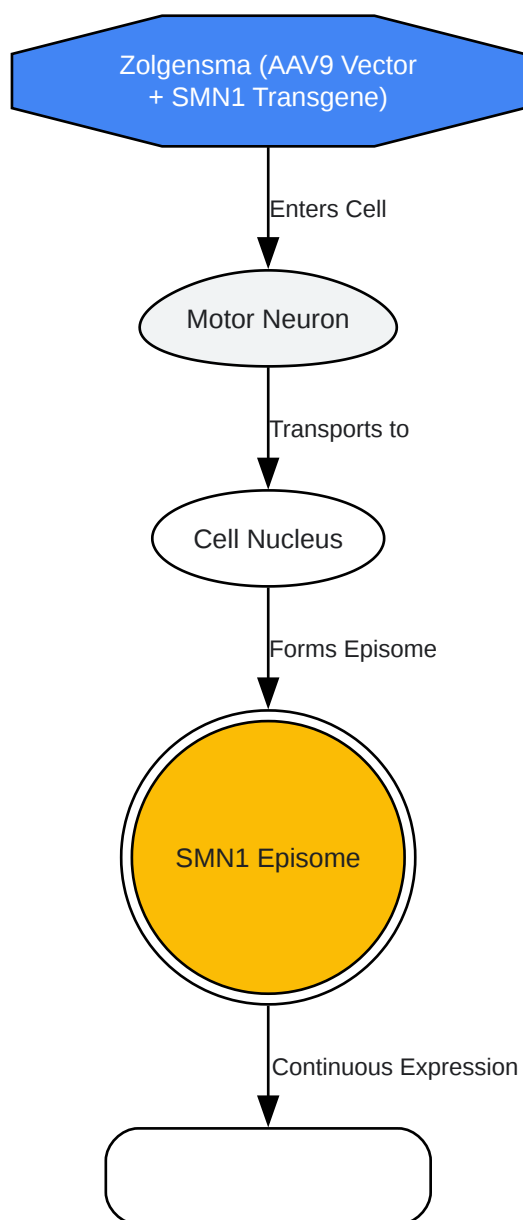 Zolgensma (AAV9 Vector
+ SMN1 Transgene)
Enters Cell
Motor Neuron
Transports to
Cell Nucleus
Forms Episome
SMN1 Episome
Continuous Expression